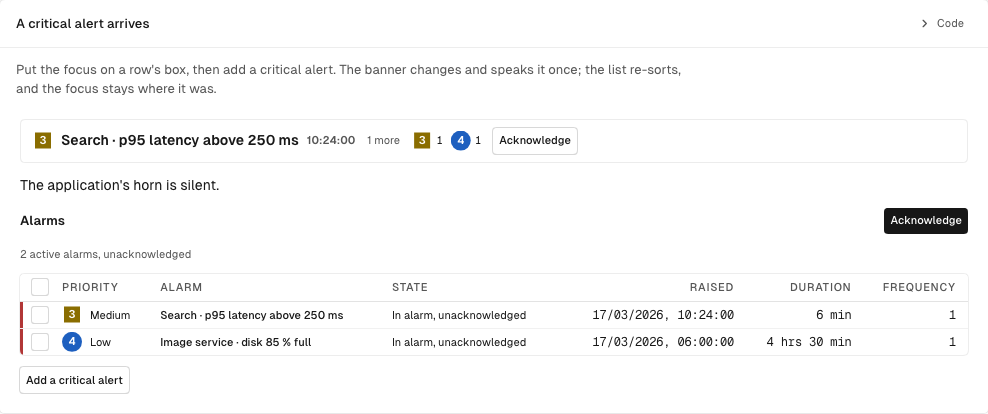 A critical alert arrives
Code
Put the focus on a row's box, then add a critical alert. The banner changes and speaks it once; the list re-sorts,
and the focus stays where it was.
3 Search · p95 latency above 250 ms 10:24:00 1 more 3 1 4 1 Acknowledge
The application's horn is silent.
Alarms
Acknowledge
2 active alarms, unacknowledged
PRIORITY ALARM STATE RAISED DURATION FREQUENCY
3 Medium Search · p95 latency above 250 ms In alarm, unacknowledged 17/03/2026, 10:24:00 6 min 1
4 Low Image service · disk 85 % full In alarm, unacknowledged 17/03/2026, 06:00:00 4 hrs 30 min 1
Add a critical alert